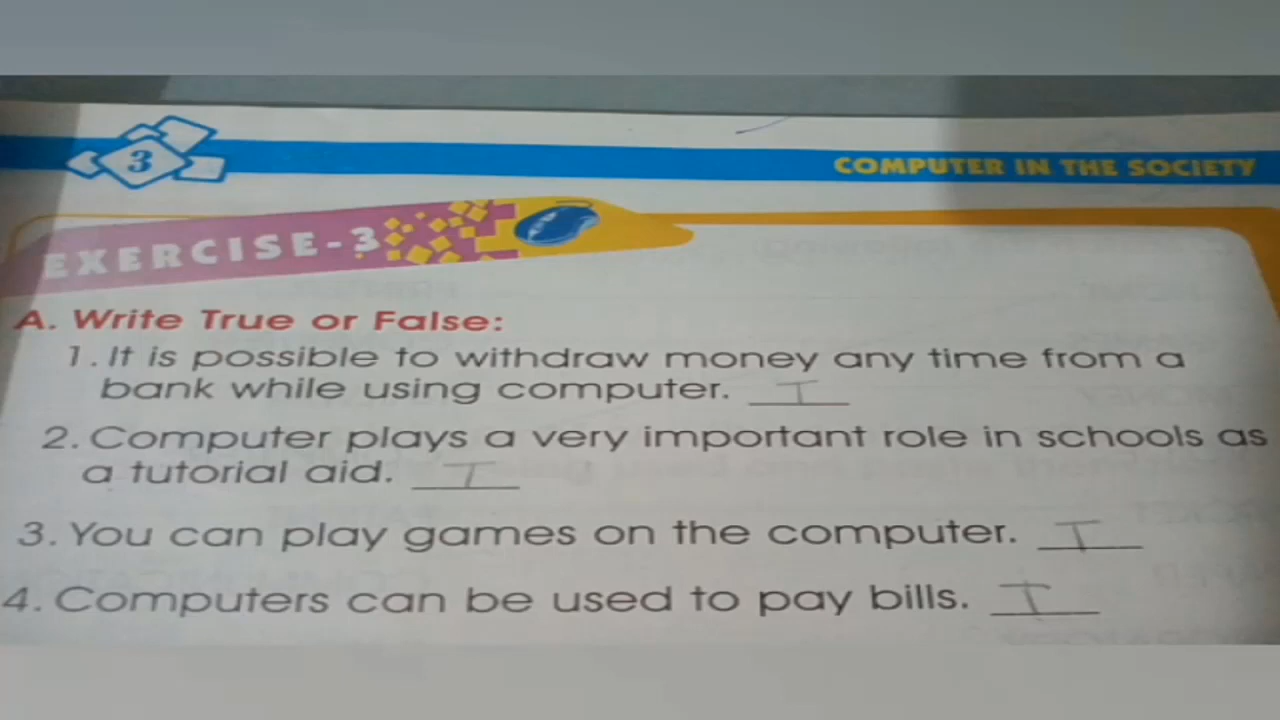 3
COMPUTER IN THE SOCIETY
EXERCISE-3
A. Write True or False:
1. It is possible to withdraw money any time from a
bank while using computer. T
2. Computer plays a very important role in schools as
a tutorial aid. T
3. You can play games on the computer. T
4. Computers can be used to pay bills. T